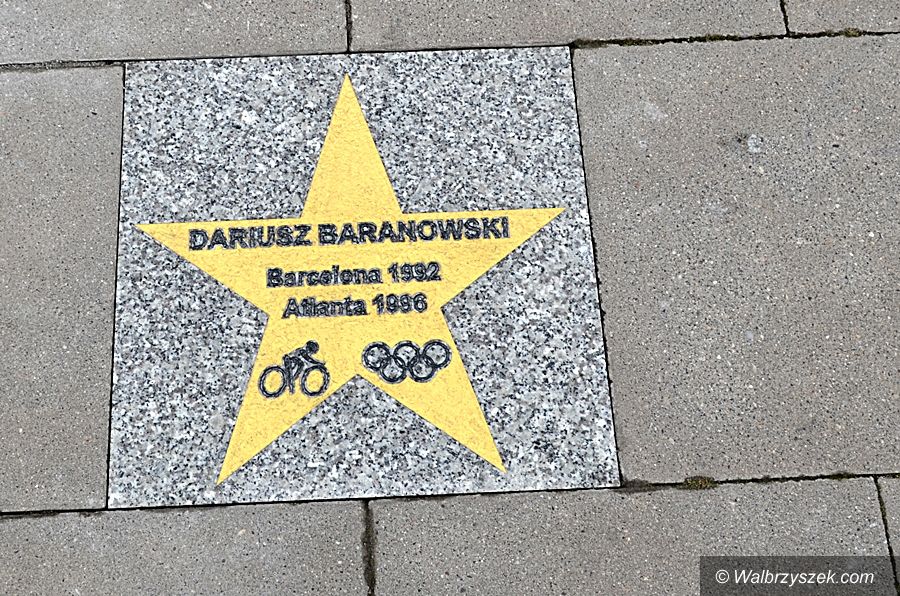 DARIUSZ BARANOWSKI
Barcelona 1992
Atlanta 1996
© Walbrzyszek.com